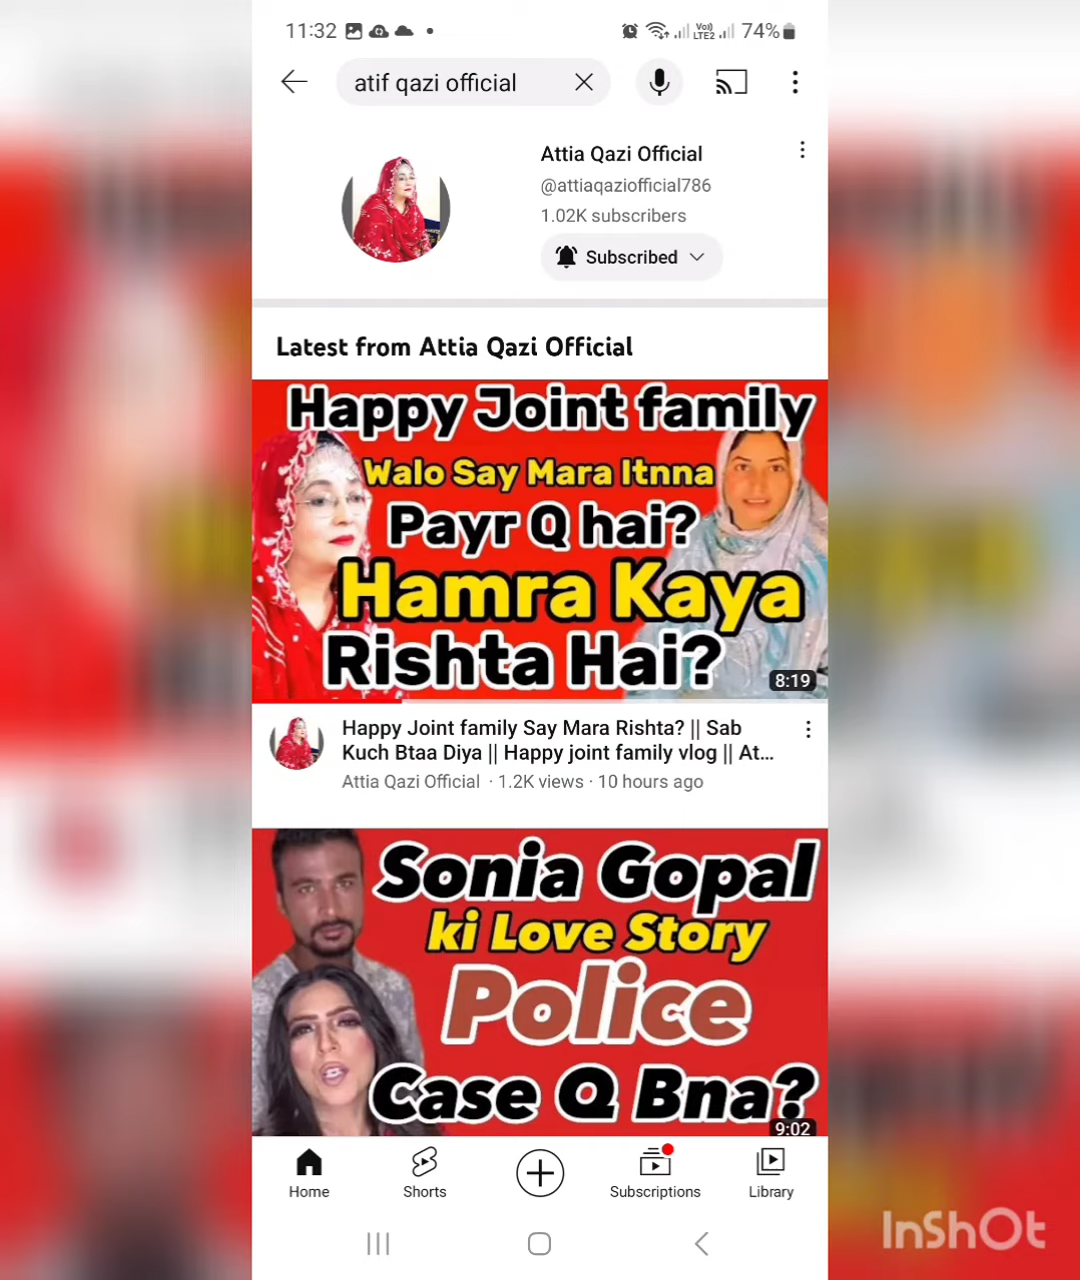 11:32
Vo)) LTE2 74%
atif qazi official
Attia Qazi Official
@attiaqaziofficial786
1.02K subscribers
Subscribed
Latest from Attia Qazi Official
Happy Joint family
Walo Say Mara Itnna
Payr Q hai?
Hamra Kaya
Rishta Hai?
8:19
Happy Joint family Say Mara Rishta? || Sab
Kuch Btaa Diya || Happy joint family vlog || At...
Attia Qazi Official · 1.2K views · 10 hours ago
Sonia Gopal
ki Love Story
Police
Case Q Bna?
9:02
Home
Shorts
Subscriptions
Library
InShOt